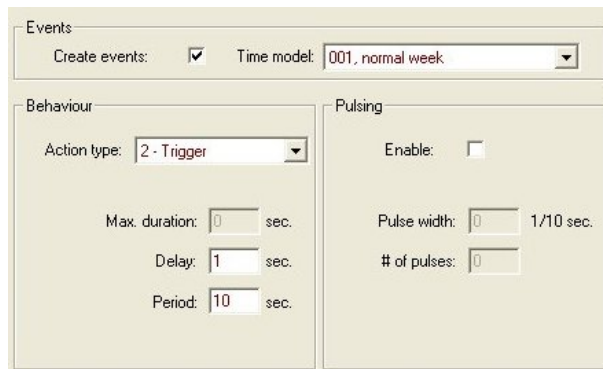 Events
Create events: Time model: 001, normal week
Behaviour
Action type: 2 - Trigger
Max. duration: 0 sec.
Delay: 1 sec.
Period: 10 sec.
Pulsing
Enable:
Pulse width: 0 1/10 sec.
# of pulses: 0